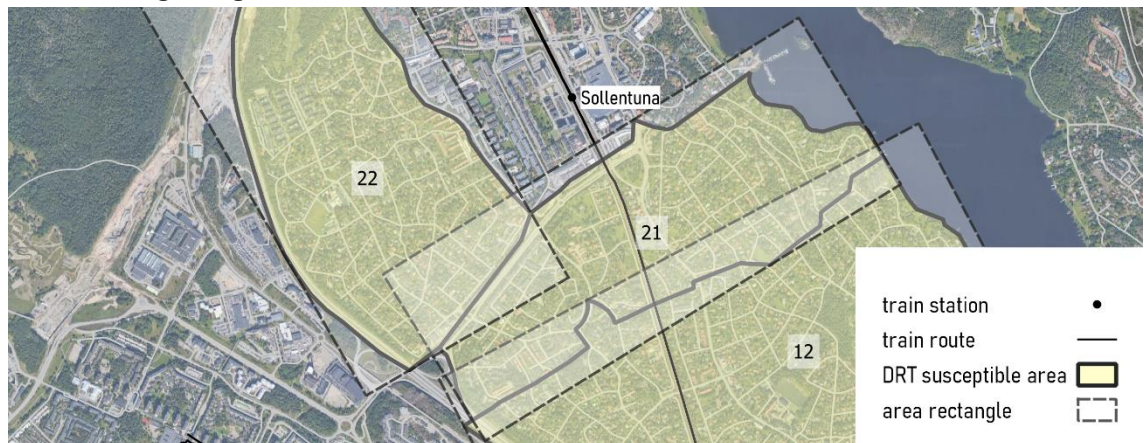 Sollentuna
22
21
12
train station
train route
DRT susceptible area
area rectangle